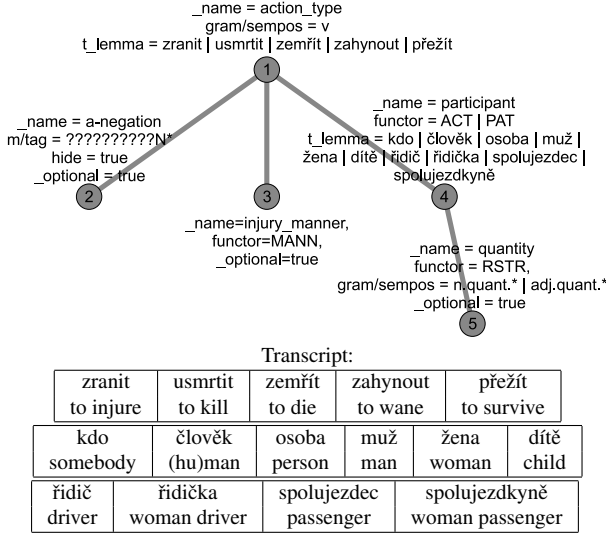 _name = action_type
gram/sempos = v
t_lemma = zranit | usmrtit | zemřít | zahynout | přežít
1
_name = a-negation
m/tag = ??????????N*
hide = true
_optional = true
2
3
_name=injury_manner,
functor=MANN,
_optional=true
_name = participant
functor = ACT | PAT
t_lemma = kdo | člověk | osoba | muž |
žena | dítě | řidič | řidička | spolujezdec |
spolujezdkyně
4
_name = quantity
functor = RSTR,
gram/sempos = n.quant.* | adj.quant.*
_optional = true
5
Transcript:
zranit usmrtit zemřít zahynout přežít
to injure to kill to die to wane to survive
kdo člověk osoba muž žena dítě
somebody (hu)man person man woman child
řidič řidička spolujezdec spolujezdkyně
driver woman driver passenger woman passenger